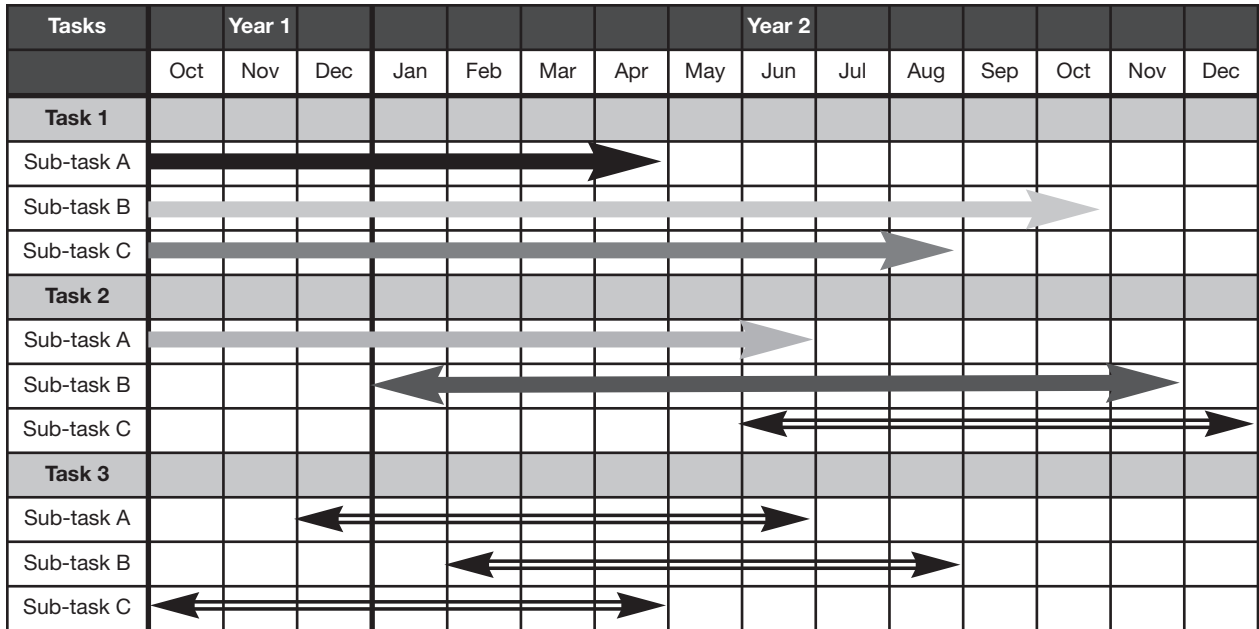 Tasks Year 1 Year 2
Oct Nov Dec Jan Feb Mar Apr May Jun Jul Aug Sep Oct Nov Dec
Task 1
Sub-task A
Sub-task B
Sub-task C
Task 2
Sub-task A
Sub-task B
Sub-task C
Task 3
Sub-task A
Sub-task B
Sub-task C